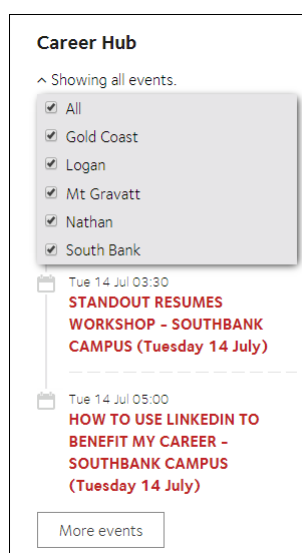 Career Hub
Showing all events.
All
Gold Coast
Logan
Mt Gravatt
Nathan
South Bank
Tue 14 Jul 03:30
STANDOUT RESUMES
WORKSHOP - SOUTHBANK
CAMPUS (Tuesday 14 July)
Tue 14 Jul 05:00
HOW TO USE LINKEDIN TO
BENEFIT MY CAREER -
SOUTHBANK CAMPUS
(Tuesday 14 July)
More events